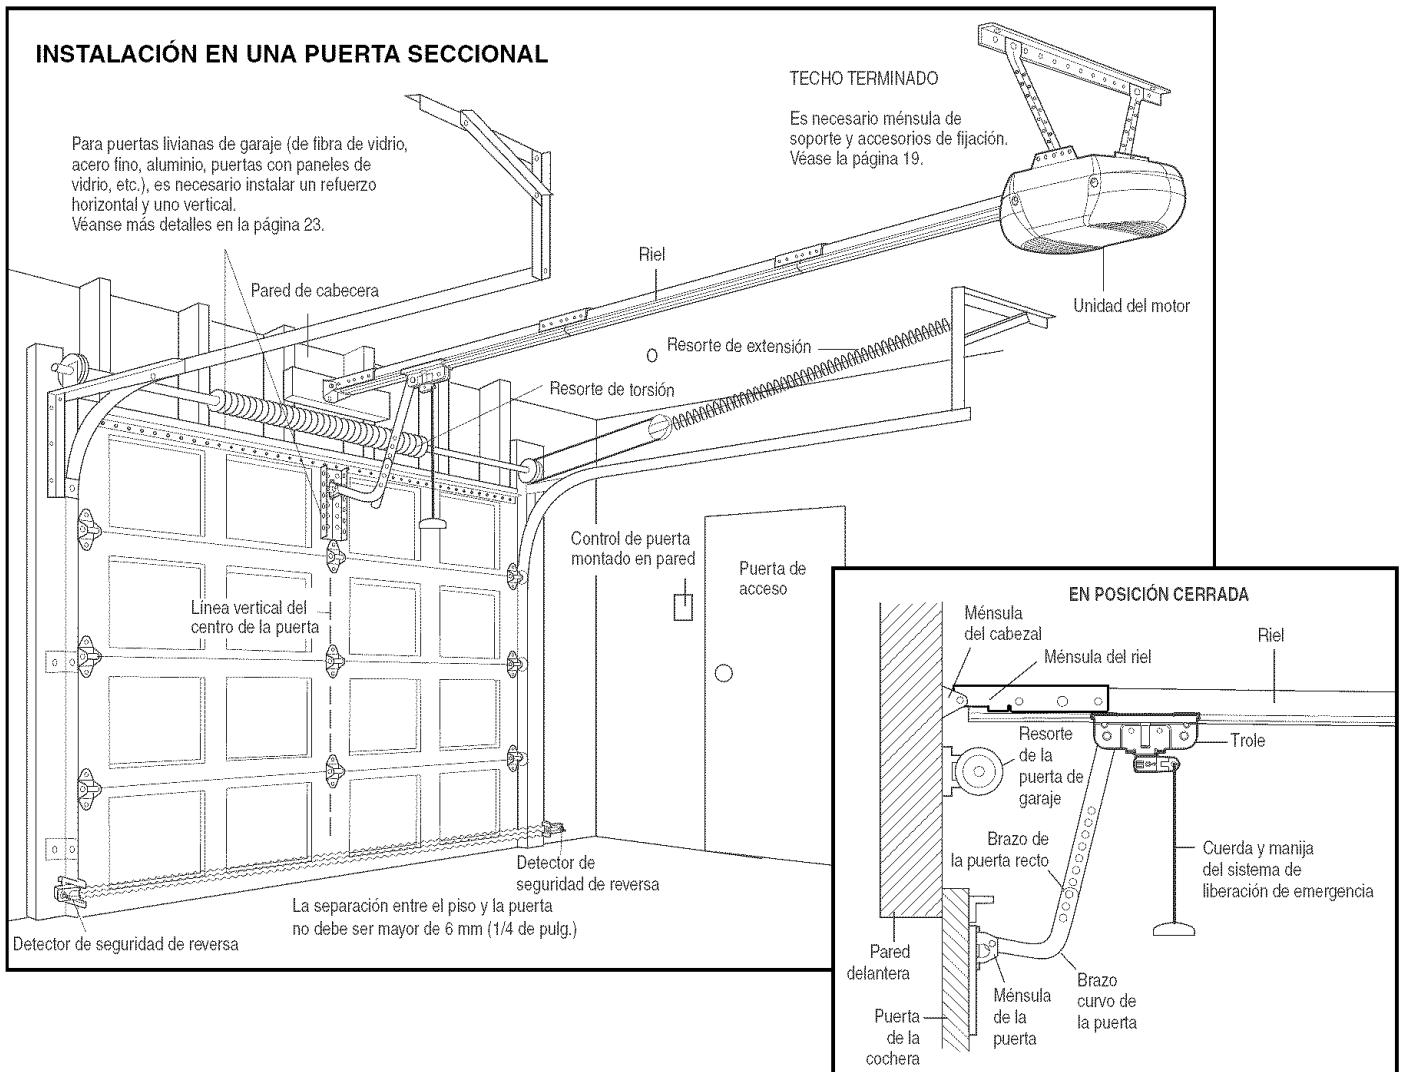 INSTALACIÓN EN UNA PUERTA SECCIONAL
TECHO TERMINADO
Es necesario ménsula de
soporte y accesorios de fijación.
Véase la página 19.
Para puertas livianas de garaje (de fibra de vidrio,
acero fino, aluminio, puertas con paneles de
vidrio, etc.), es necesario instalar un refuerzo
horizontal y uno vertical.
Véanse más detalles en la página 23.
Riel
Pared de cabecera
Unidad del motor
Resorte de extensión
O
Resorte de torsión
Control de puerta
montado en pared
Puerta de
acceso
Línea vertical del
centro de la puerta
Detector de
seguridad de reversa
La separación entre el piso y la puerta
no debe ser mayor de 6 mm (1/4 de pulg.)
Detector de seguridad de reversa
EN POSICIÓN CERRADA
Ménsula
del cabezal
Riel
Ménsula del riel
Resorte
de la
puerta de
garaje
Trole
Brazo de
la puerta recto
Cuerda y manija
del sistema de
liberación de emergencia
Pared
delantera
Brazo
curvo de
la puerta
Ménsula
de la
puerta
Puerta
de la
cochera